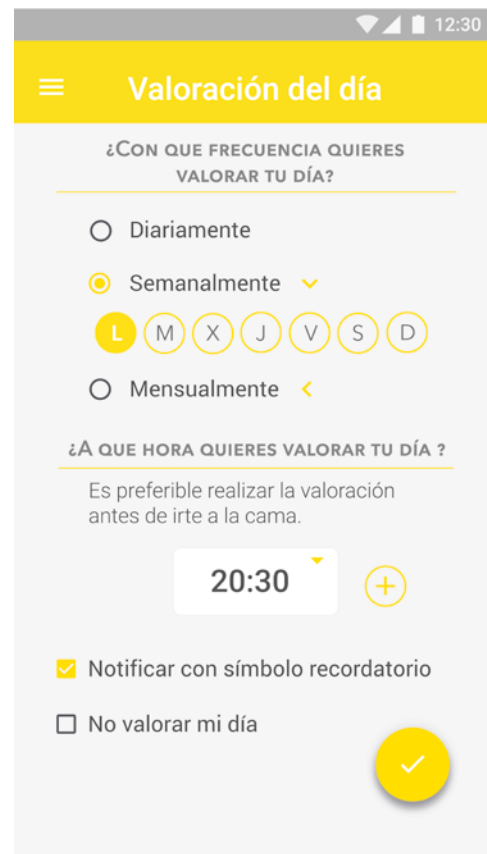 12:30
Valoración del día
¿Con que frecuencia quieres
valorar tu día?
Diariamente
Semanalmente
L M X J V S D
Mensualmente
¿A que hora quieres valorar tu día ?
Es preferible realizar la valoración
antes de irte a la cama.
20:30
Notificar con símbolo recordatorio
No valorar mi día